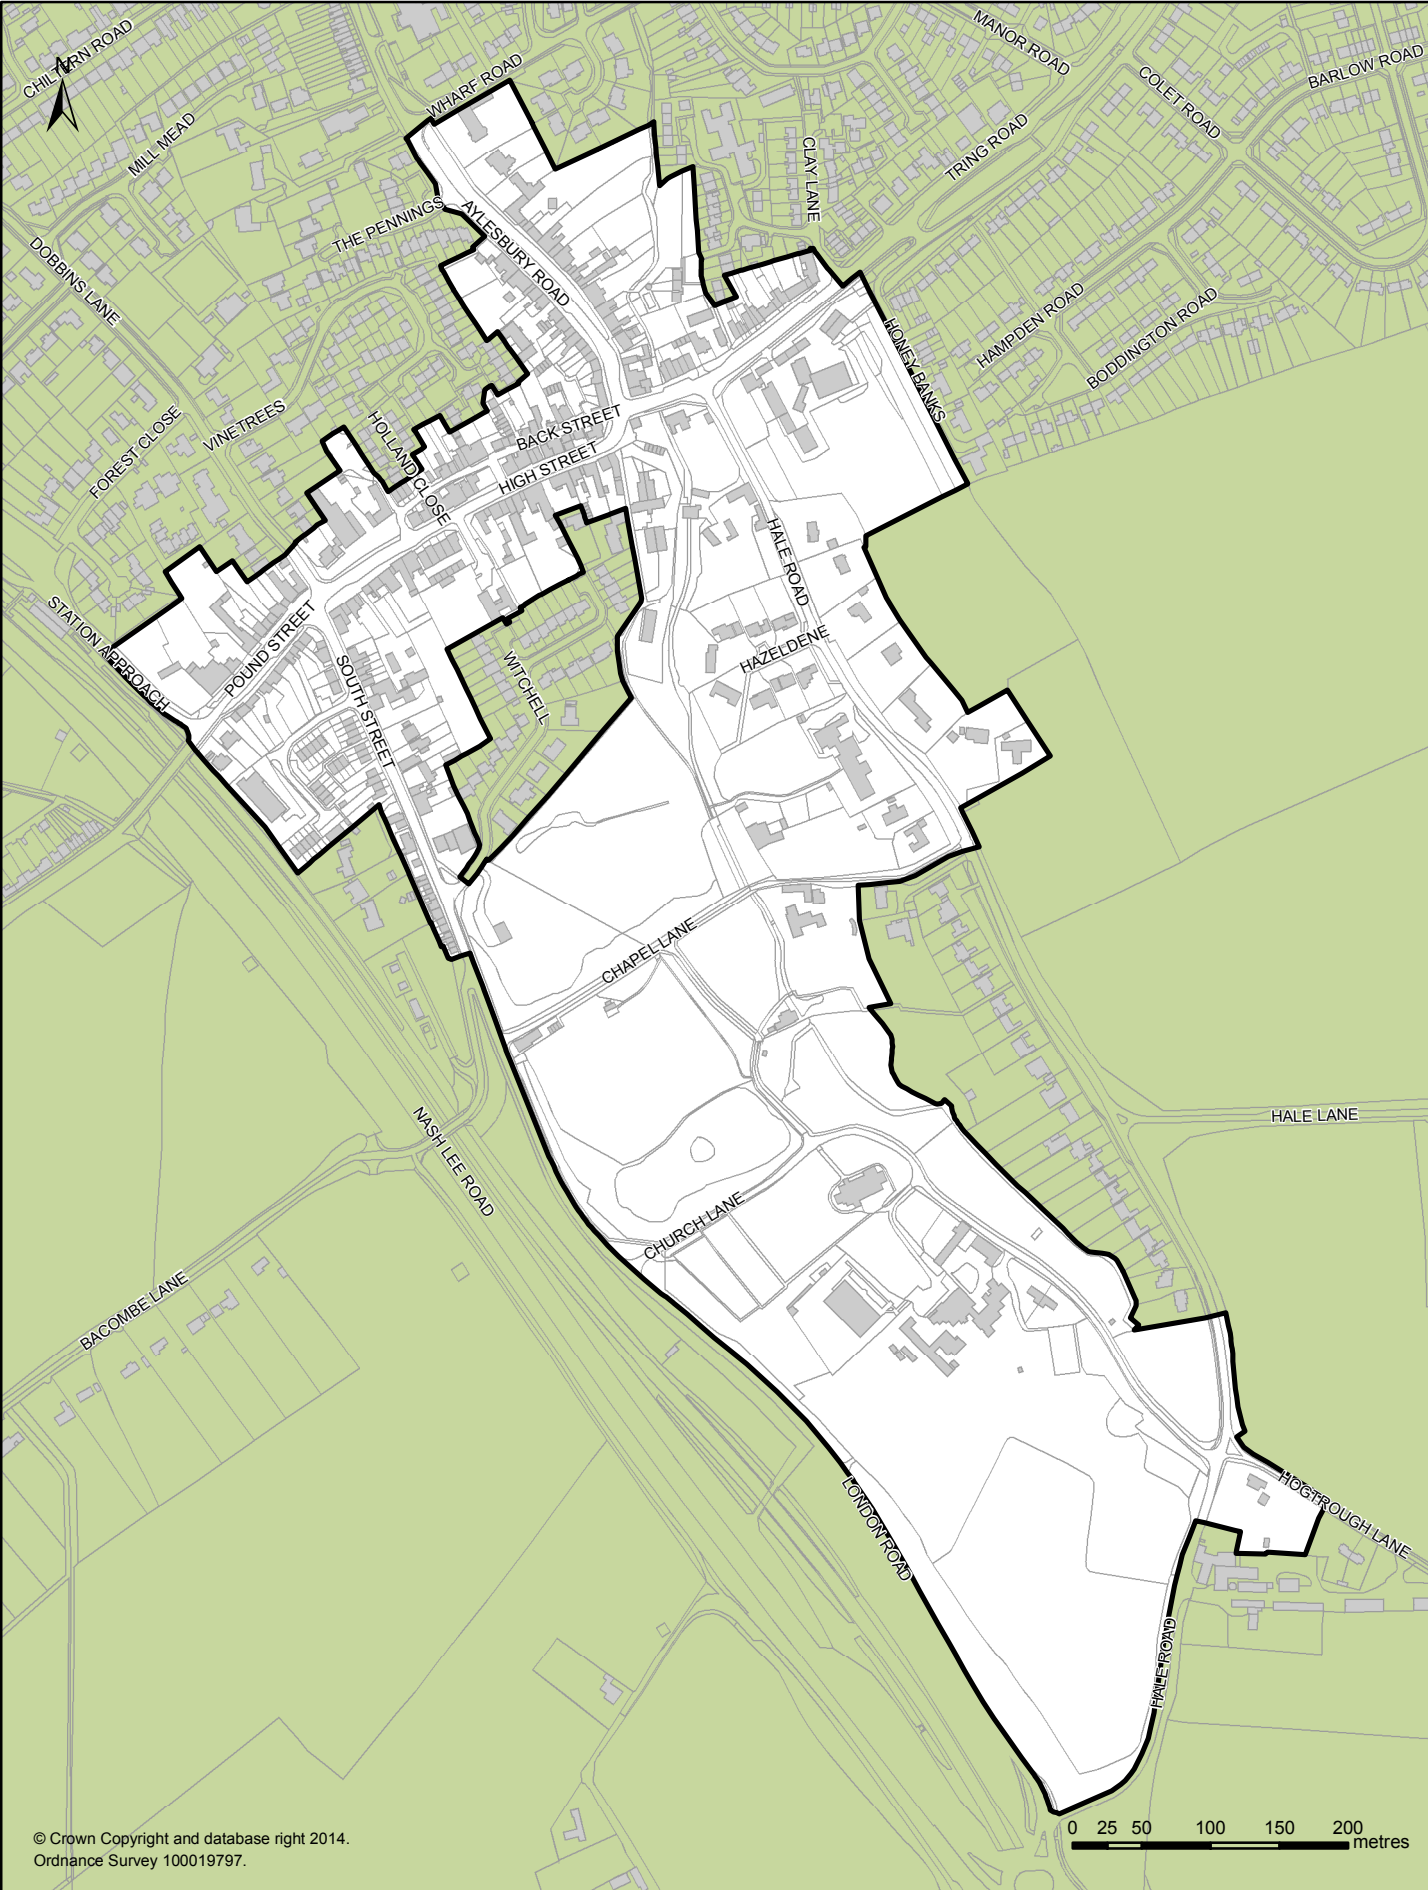 CHILTERN ROAD
N
WHARF ROAD
MANOR ROAD
COLET ROAD
BARLOW ROAD
MILL MEAD
CLAY LANE
TRING ROAD
THE PENNINGS
AYLESBURY ROAD
DOBBINS LANE
HONEY BANKS
HAMPDEN ROAD
BODDINGTON ROAD
FOREST CLOSE
VINETREES
HOLLAND CLOSE
BACK STREET
HIGH STREET
HALE ROAD
STATION APPROACH
POUND STREET
SOUTH STREET
WITCHELL
HAZELDENE
CHAPEL LANE
NASH LEE ROAD
HALE LANE
CHURCH LANE
BACOMBE LANE
LONDON ROAD
HOGTROUGH LANE
HALE ROAD
© Crown Copyright and database right 2014.
Ordnance Survey 100019797.
0 25 50 100 150 200
metres